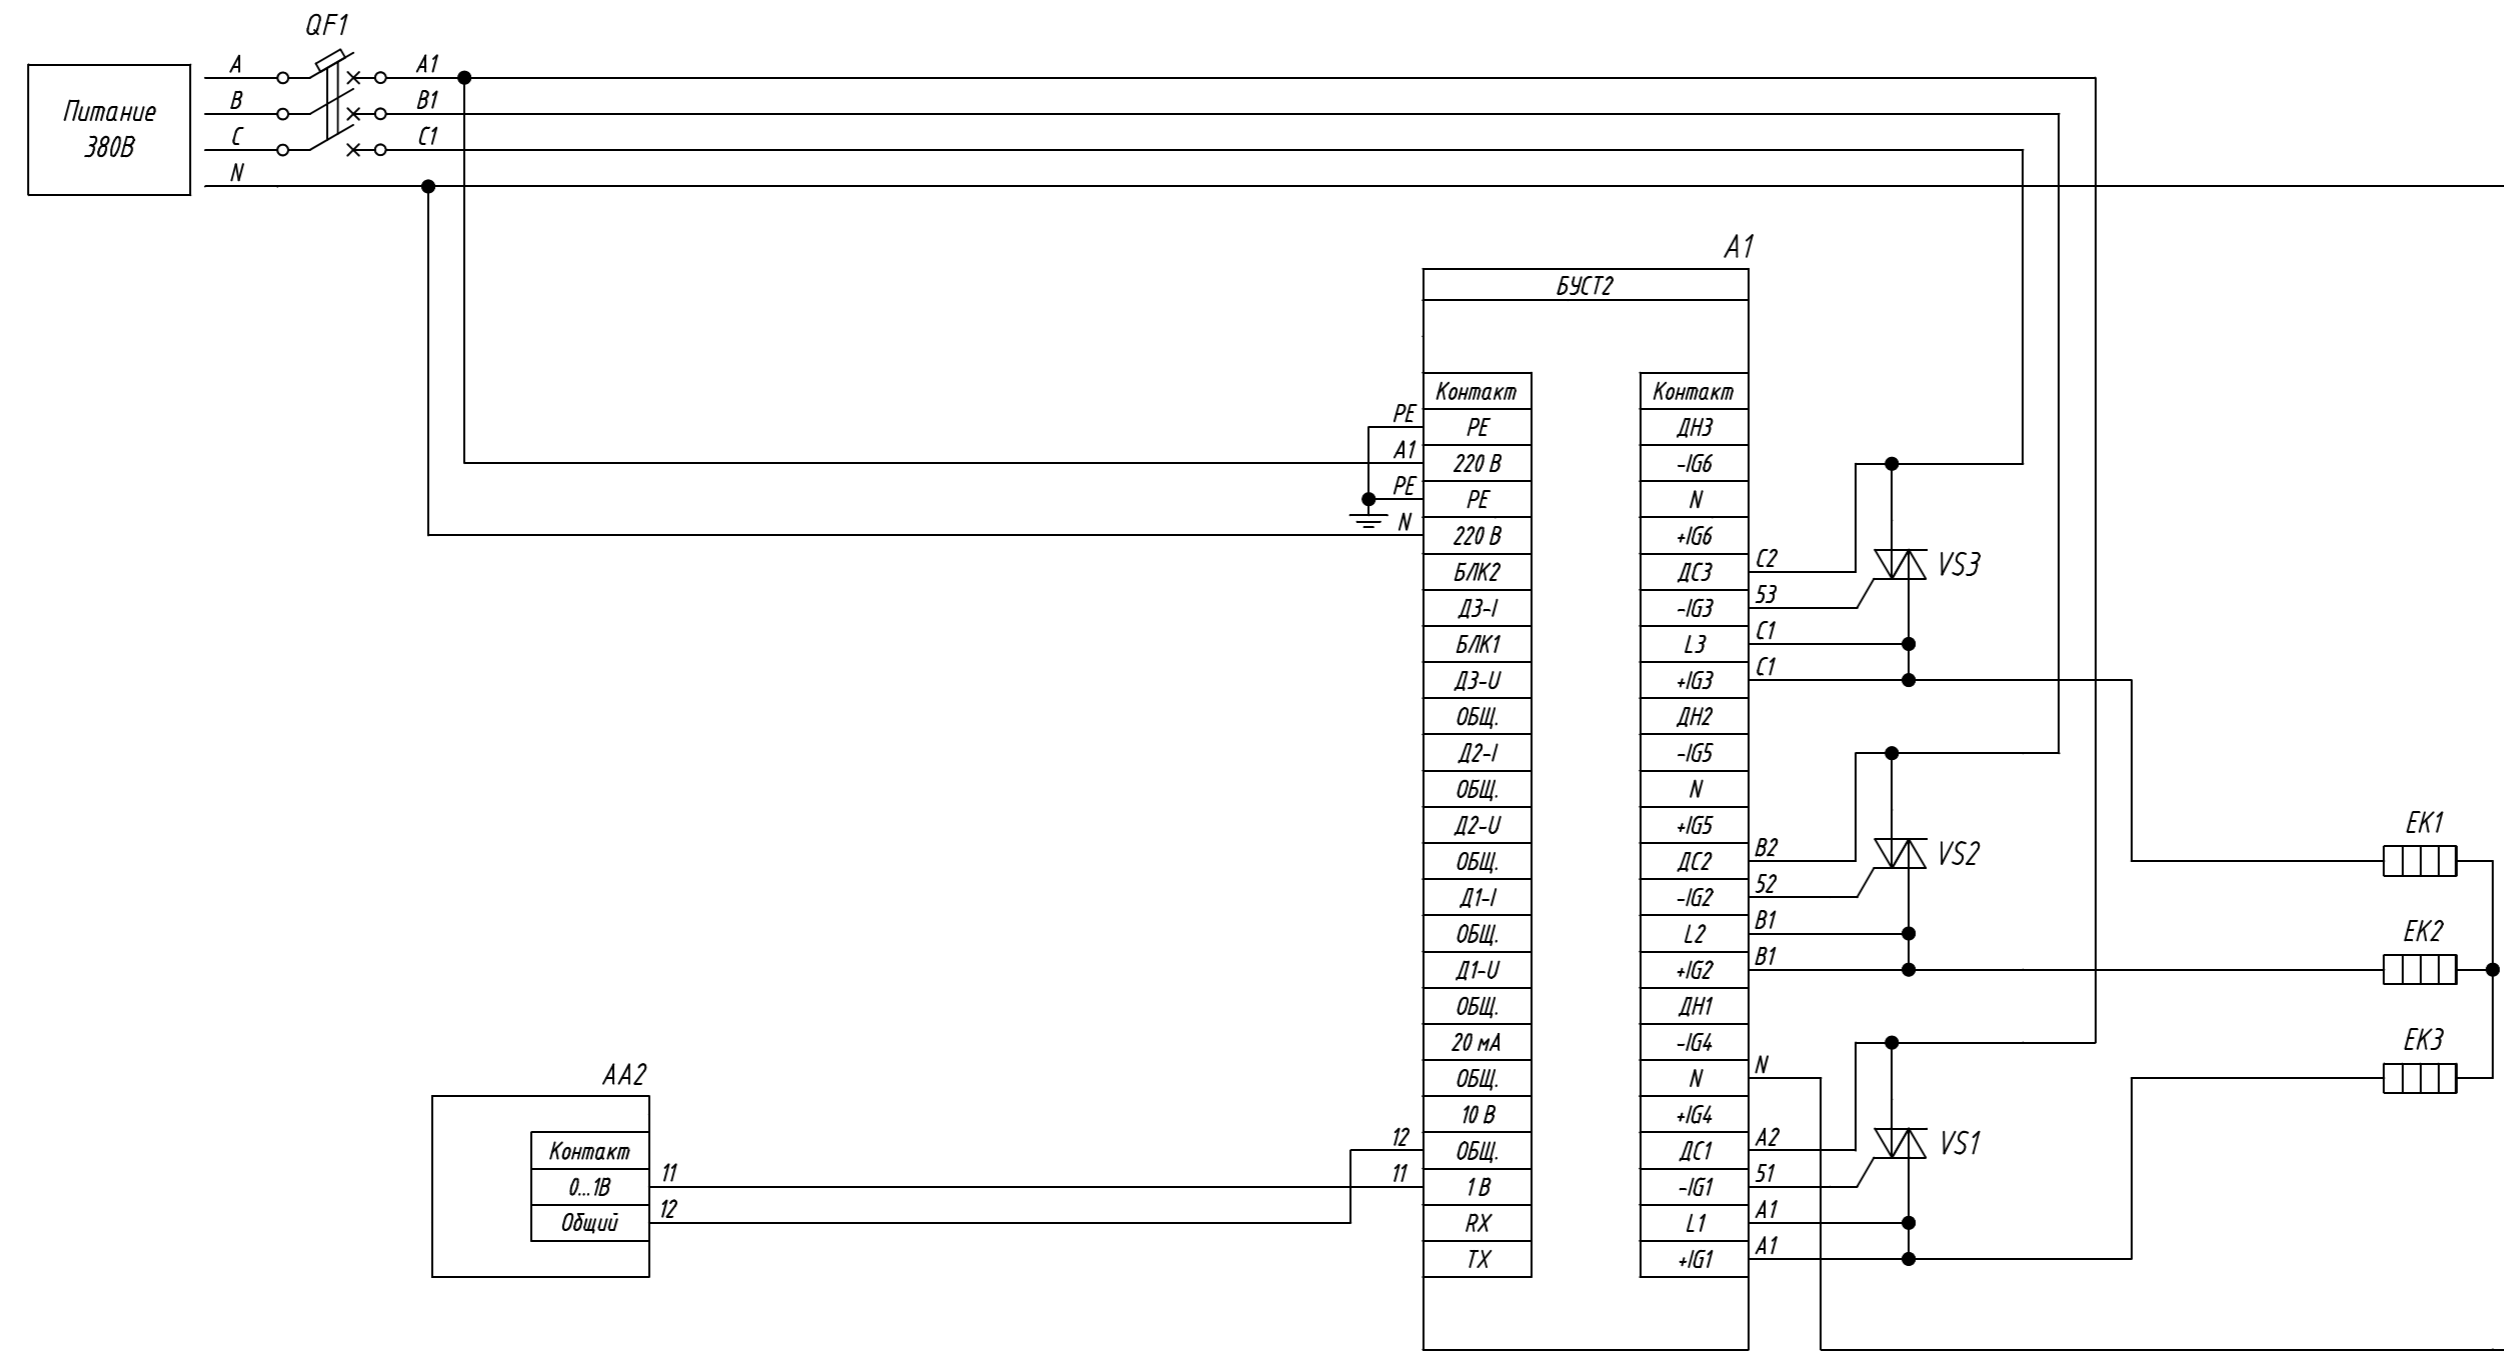 QF1
A
A1
B
B1
C
C1
N
Питание
380В
A1
БУСТ2
Контакт
Контакт
PE
PE
ДН3
A1
220 В
-IG6
PE
PE
N
N
220 В
+IG6
БЛК2
ДС3
C2
VS3
Д3-I
-IG3
53
БЛК1
L3
C1
Д3-U
+IG3
C1
ОБЩ.
ДН2
Д2-I
-IG5
ОБЩ.
N
Д2-U
+IG5
EK1
ОБЩ.
ДС2
B2
VS2
Д1-I
-IG2
52
ОБЩ.
L2
B1
EK2
Д1-U
+IG2
B1
ОБЩ.
ДН1
20 мА
-IG4
EK3
ОБЩ.
N
N
AA2
10 В
+IG4
Контакт
12
ОБЩ.
ДС1
A2
VS1
0...1В
11
11
1 В
-IG1
51
Общий
12
RX
L1
A1
TX
+IG1
A1